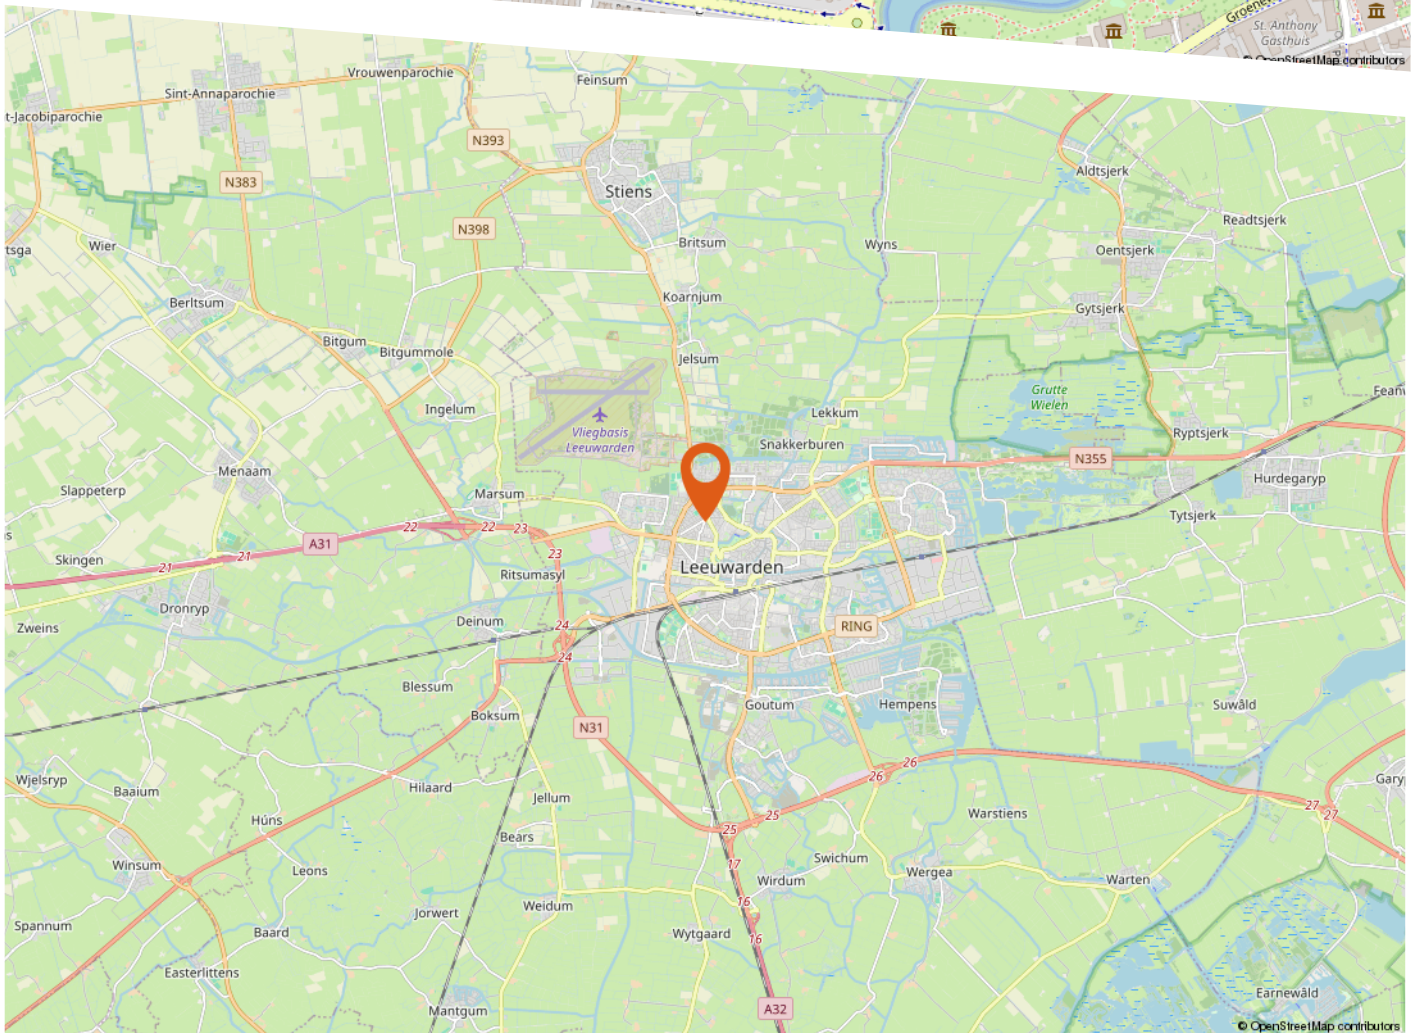 St. Anthony
Gasthuis
© OpenStreetMap contributors
Vrouwenparochie
Feinsum
Sint-Annaparochie
t-Jacobiparochie
N393
Aldtsjerk
N383
Stiens
Readtsjerk
N398
Britsum
Wyns
tsga
Wier
Oentsjerk
Koarnjum
Berltsum
Gytsjerk
Bitgum
Bitgummole
Jelsum
Grutte
Wielen
Ingelum
Lekkum
Vliegbasis
Leeuwarden
Snakkerburen
Ryptsjerk
N355
Menaam
Hurdegaryp
Slappeterp
Marsum
Tytsjerk
22
22
23
A31
23
21
21
Skingen
Leeuwarden
Ritsumasyl
Dronryp
Deinum
24
RING
Zweins
24
Blessum
Goutum
Hempens
Suwâld
Boksum
N31
26
26
Wjelsryp
Baaium
Hilaard
Jellum
Gary
27
27
Warstiens
Húns
25
25
Bears
Swichum
Winsum
17
Leons
Wirdum
Wergea
Warten
16
Weidum
Jorwert
Spannum
Baard
Wytgaard
16
Easterlittens
Earnewâld
Mantgum
A32
© OpenStreetMap contributors